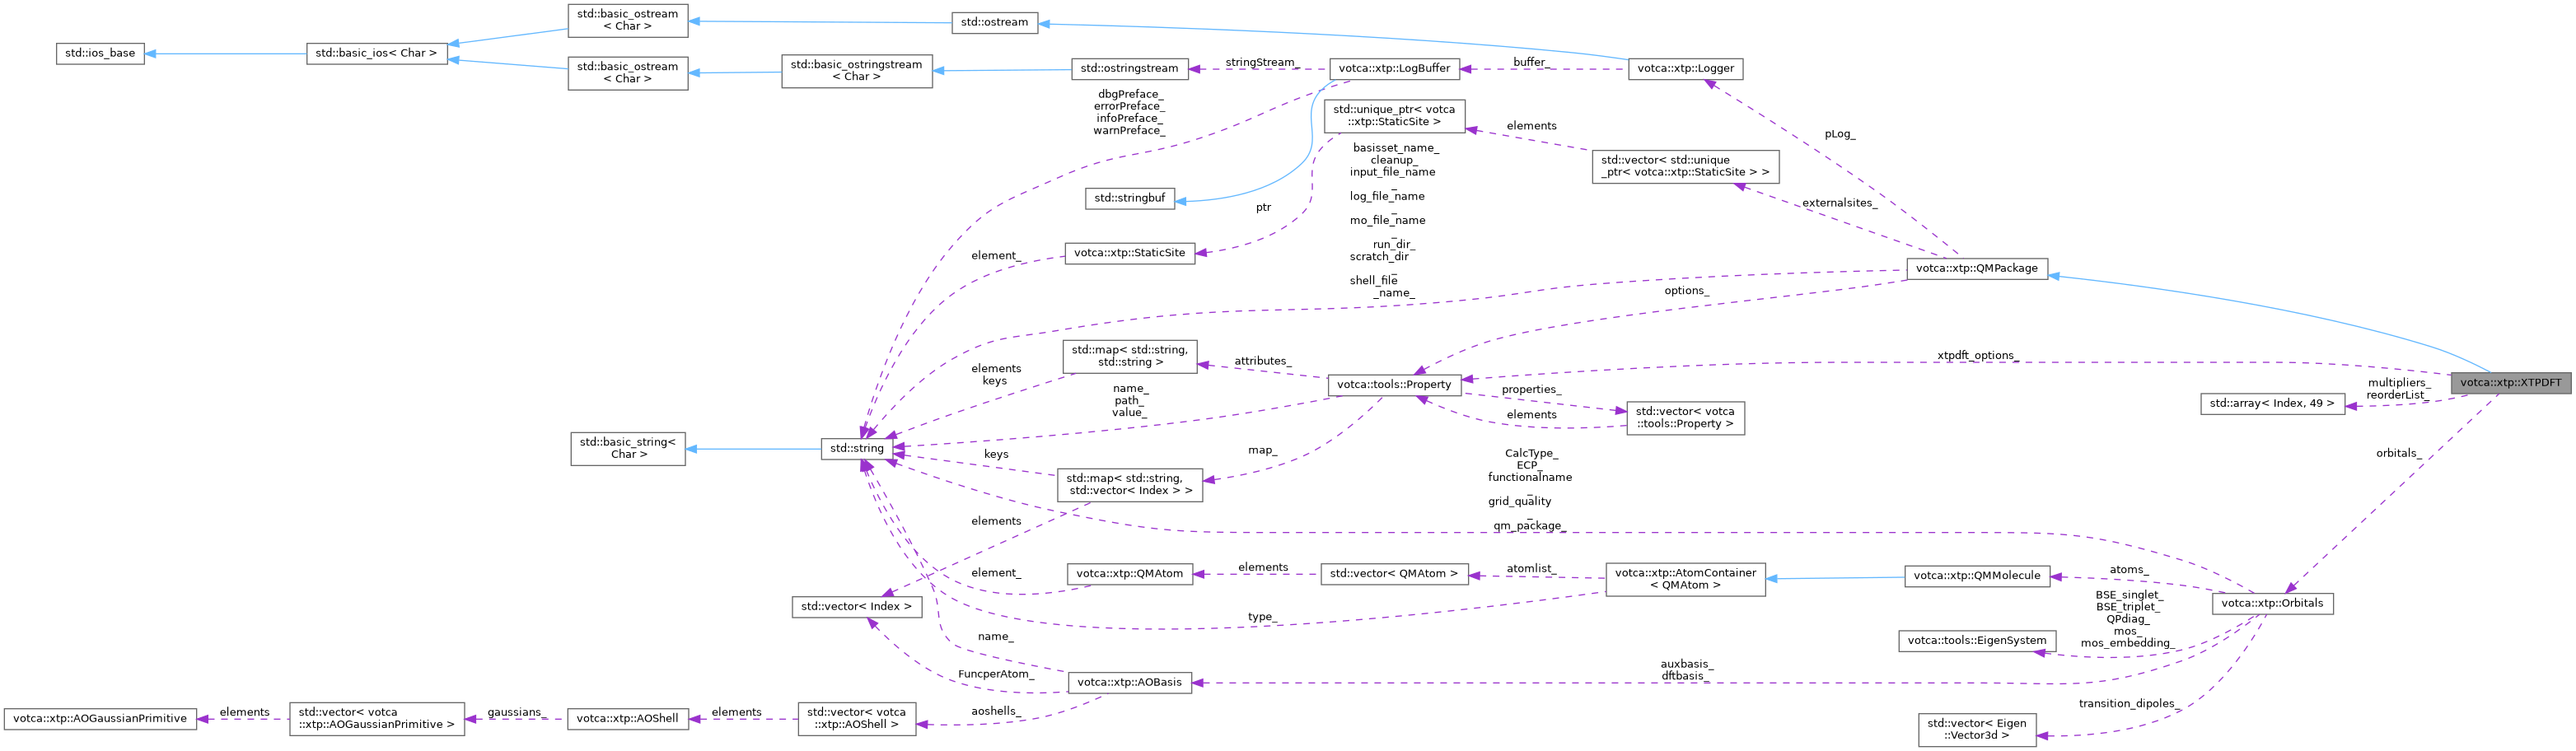 std::basic_ostream
< Char >
std::ostream
std::ios_base
std::basic_ios< Char >
std::basic_ostream
< Char >
std::basic_ostringstream
< Char >
std::ostringstream
stringStream_
votca::xtp::LogBuffer
buffer_
votca::xtp::Logger
dbgPreface_
errorPreface_
infoPreface_
warnPreface_
std::unique_ptr< votca
::xtp::StaticSite >
elements
pLog_
std::vector< std::unique
_ptr< votca::xtp::StaticSite > >
std::stringbuf
ptr
basisset_name_
cleanup_
input_file_name
_
log_file_name
_
mo_file_name
_
run_dir_
scratch_dir
_
shell_file
_name_
externalsites_
element_
votca::xtp::StaticSite
votca::xtp::QMPackage
options_
std::map< std::string,
std::string >
attributes_
elements
keys
xtpdft_options_
votca::tools::Property
votca::xtp::XTPDFT
name_
path_
value_
properties_
elements
std::vector< votca
::tools::Property >
multipliers_
reorderList_
std::array< Index, 49 >
std::basic_string<
Char >
std::string
keys
map_
std::map< std::string,
std::vector< Index > >
CalcType_
ECP_
functionalname
_
grid_quality
_
qm_package_
orbitals_
elements
element_
votca::xtp::QMAtom
elements
std::vector< QMAtom >
atomlist_
votca::xtp::AtomContainer
< QMAtom >
votca::xtp::QMMolecule
atoms_
std::vector< Index >
type_
votca::xtp::Orbitals
BSE_singlet_
BSE_triplet_
QPdiag_
mos_
mos_embedding_
votca::tools::EigenSystem
name_
FuncperAtom_
votca::xtp::AOBasis
auxbasis_
dftbasis_
votca::xtp::AOGaussianPrimitive
elements
std::vector< votca
::xtp::AOGaussianPrimitive >
gaussians_
votca::xtp::AOShell
elements
std::vector< votca
::xtp::AOShell >
aoshells_
transition_dipoles_
std::vector< Eigen
::Vector3d >